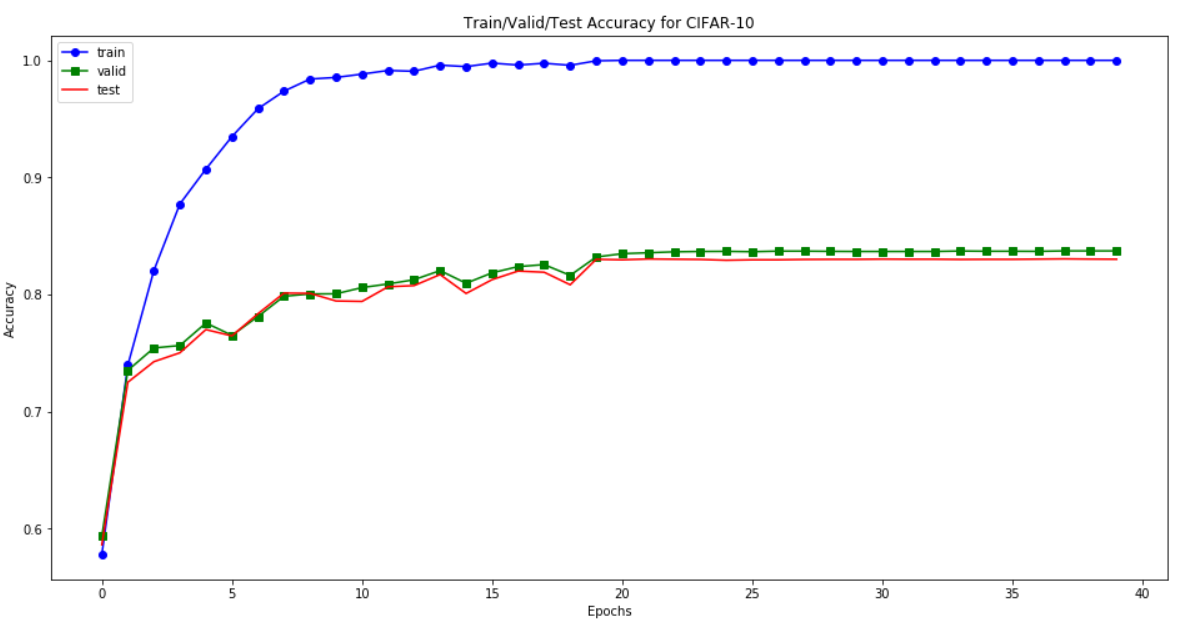 Train/Valid/Test Accuracy for CIFAR-10
train
valid
test
1.0
0.9
0.8
0.7
0.6
Accuracy
0 5 10 15 20 25 30 35 40
Epochs